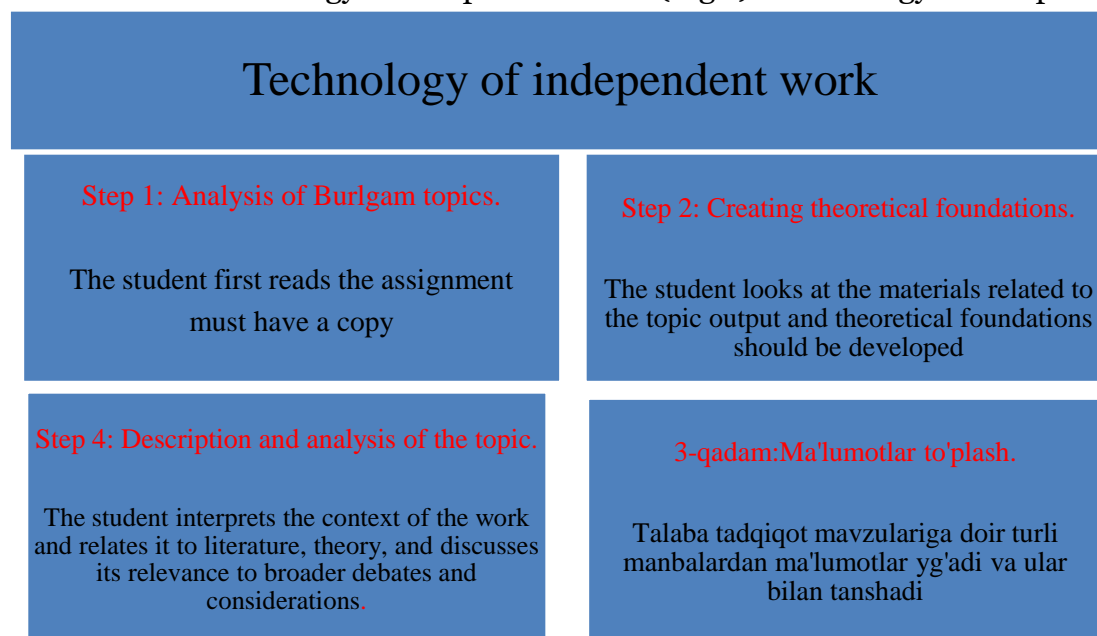 Technology of independent work
Step 1: Analysis of Burlgam topics.
The student first reads the assignment
must have a copy
Step 2: Creating theoretical foundations.
The student looks at the materials related to
the topic output and theoretical foundations
should be developed
Step 4: Description and analysis of the topic.
The student interprets the context of the work
and relates it to literature, theory, and discusses
its relevance to broader debates and
considerations.
3-qadam:Ma'lumotlar to'plash.
Talaba tadqiqot mavzulariga doir turli
manbalardan ma'lumotlar yg'adi va ular
bilan tanshadi